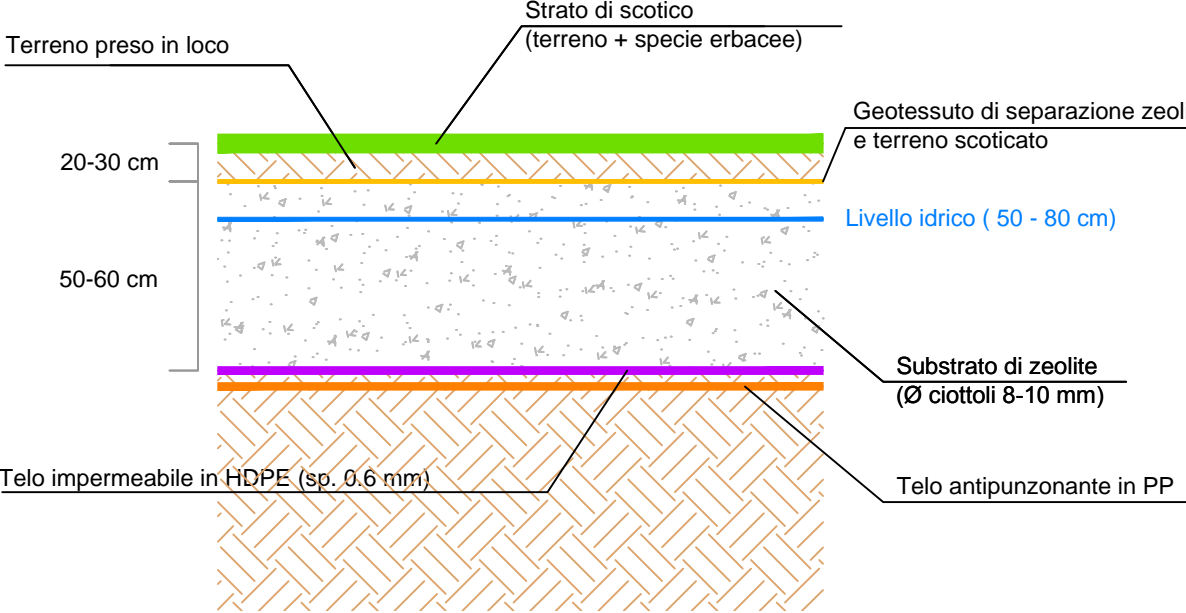 Strato di scotico
(terreno + specie erbacee)
Terreno preso in loco
Geotessuto di separazione zeoli
e terreno scoticato
20-30 cm
Livello idrico ( 50 - 80 cm)
50-60 cm
Substrato di zeolite
(Ø ciottoli 8-10 mm)
Telo impermeabile in HDPE (sp. 0.6 mm)
Telo antipunzonante in PP